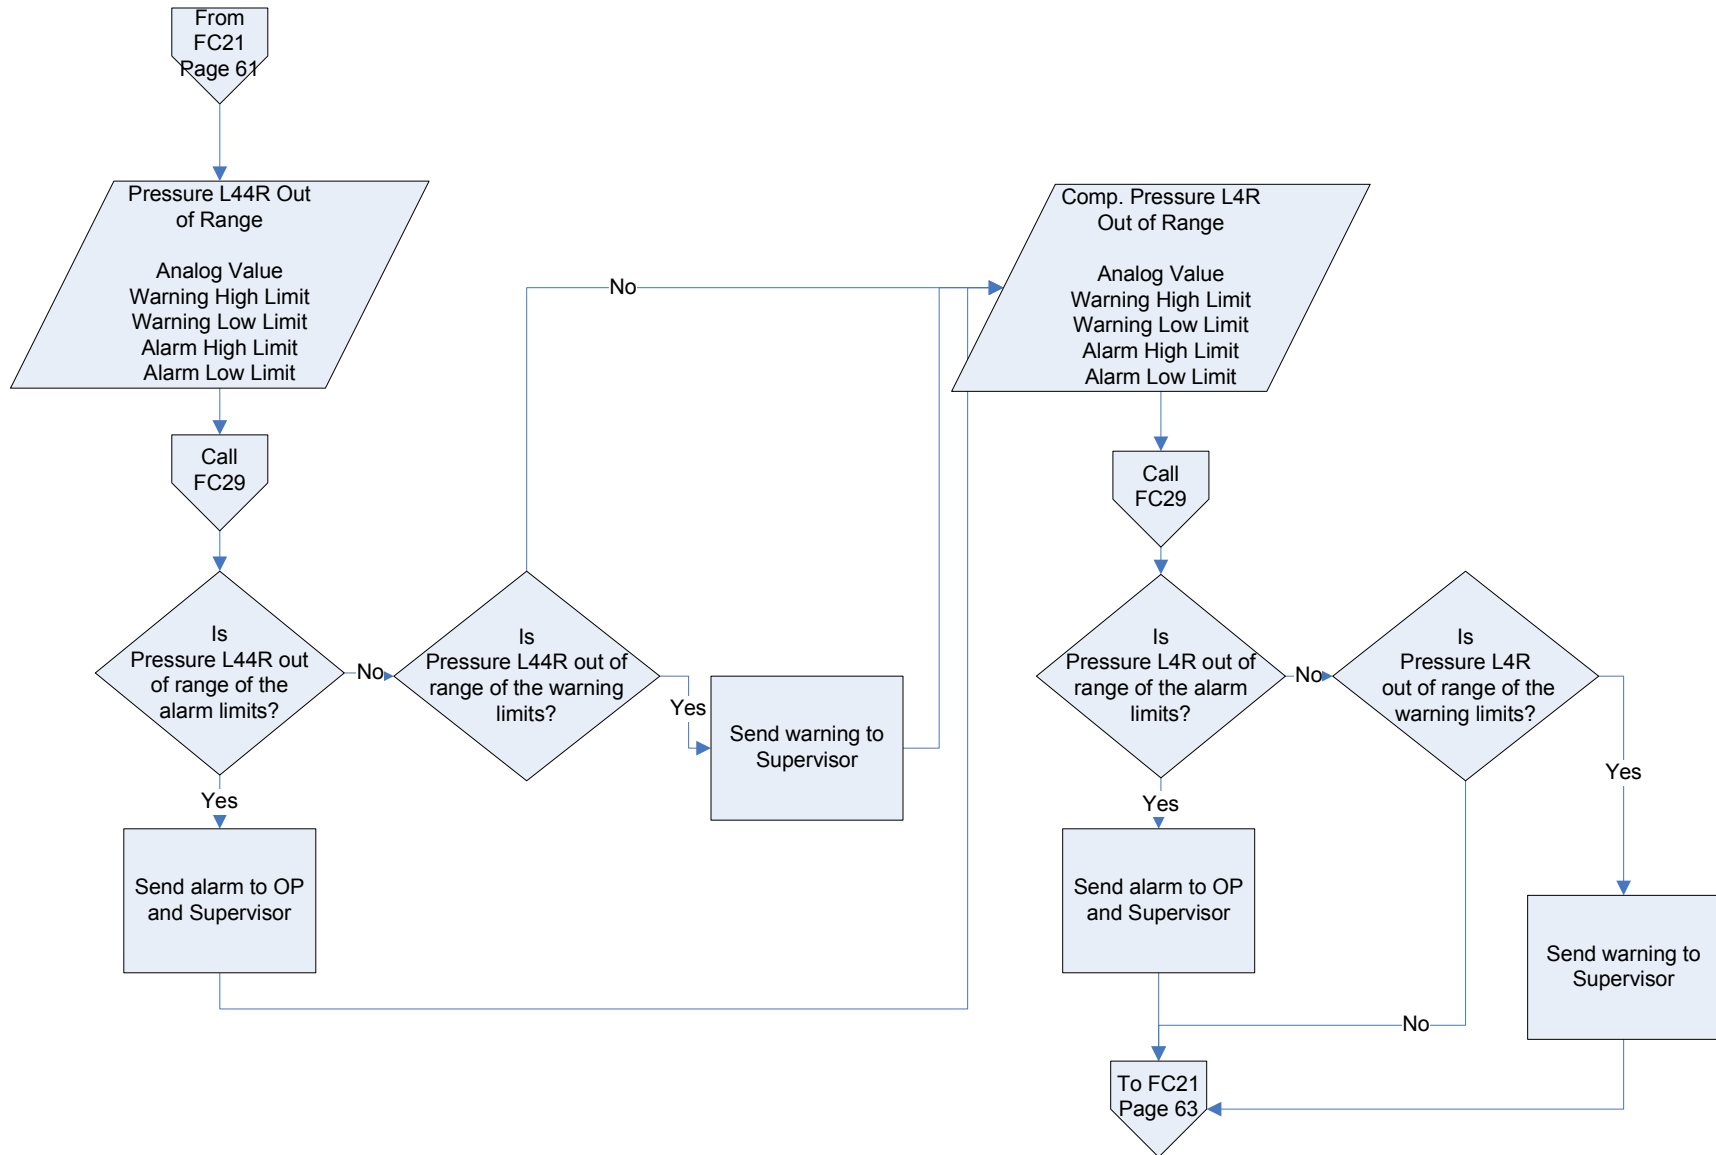 From
FC21
Page 61
Pressure L44R Out
of Range
Analog Value
Warning High Limit
Warning Low Limit
Alarm High Limit
Alarm Low Limit
Call
FC29
Is
Pressure L44R out
of range of the
alarm limits?
No
Is
Pressure L44R out of
range of the warning
limits?
No
Yes
Send warning to
Supervisor
Yes
Send alarm to OP
and Supervisor
Comp. Pressure L4R
Out of Range
Analog Value
Warning High Limit
Warning Low Limit
Alarm High Limit
Alarm Low Limit
Call
FC29
Is
Pressure L4R out of
range of the alarm
limits?
No
Is
Pressure L4R
out of range of the
warning limits?
Yes
Yes
Send alarm to OP
and Supervisor
Send warning to
Supervisor
No
To FC21
Page 63